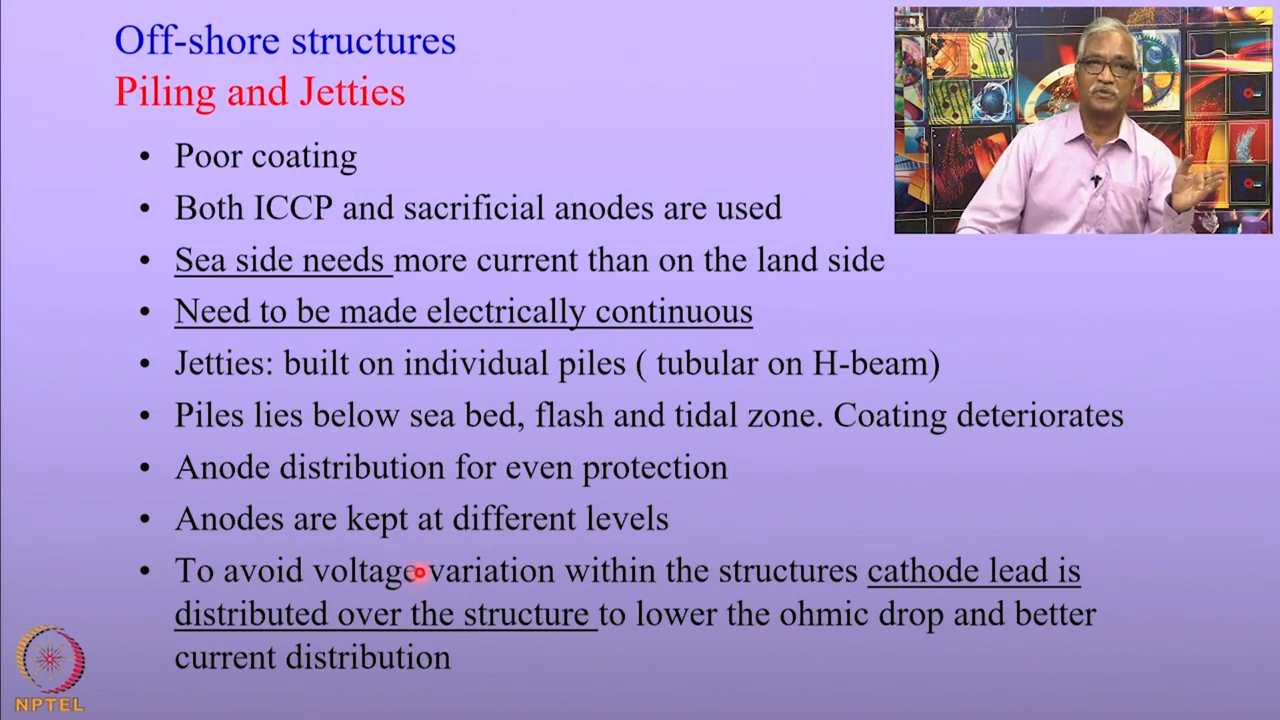 Off-shore structures
Piling and Jetties
• Poor coating
• Both ICCP and sacrificial anodes are used
• Sea side needs more current than on the land side
• Need to be made electrically continuous
• Jetties: built on individual piles ( tubular on H-beam)
• Piles lies below sea bed, flash and tidal zone. Coating deteriorates
• Anode distribution for even protection
• Anodes are kept at different levels
• To avoid voltage variation within the structures cathode lead is
distributed over the structure to lower the ohmic drop and better
current distribution
NPTEL